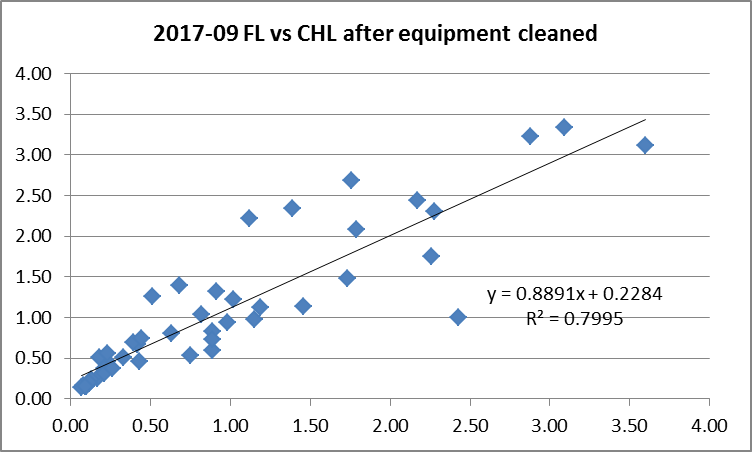 2017-09 FL vs CHL after equipment cleaned
4.00
3.50
3.00
2.50
2.00
1.50
1.00
0.50
0.00
y = 0.8891x + 0.2284
R² = 0.7995
0.00 0.50 1.00 1.50 2.00 2.50 3.00 3.50 4.00